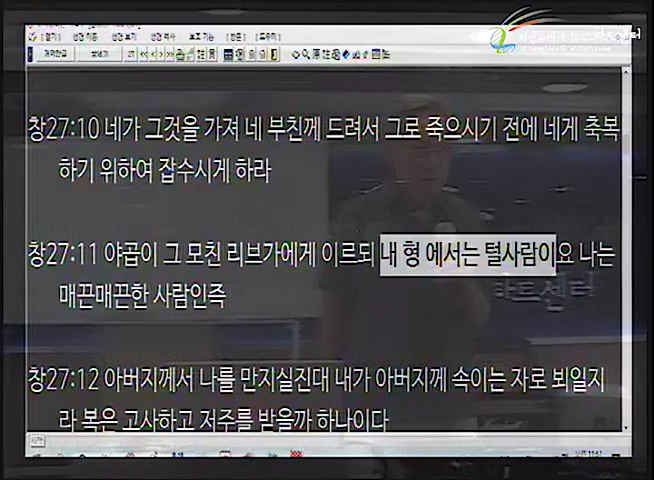 창27:10 네가 그것을 가져 네 부친께 드려서 그로 죽으시기 전에 네게 축복
하기 위하여 잡수시게 하라
창27:11 야곱이 그 모친 리브가에게 이르되 내 형 에서는 털사람이요 나는
매끈매끈한 사람인즉
창27:12 아버지께서 나를 만지실진대 내가 아버지께 속이는 자로 뵈일지
라 복은 고사하고 저주를 받을까 하나이다